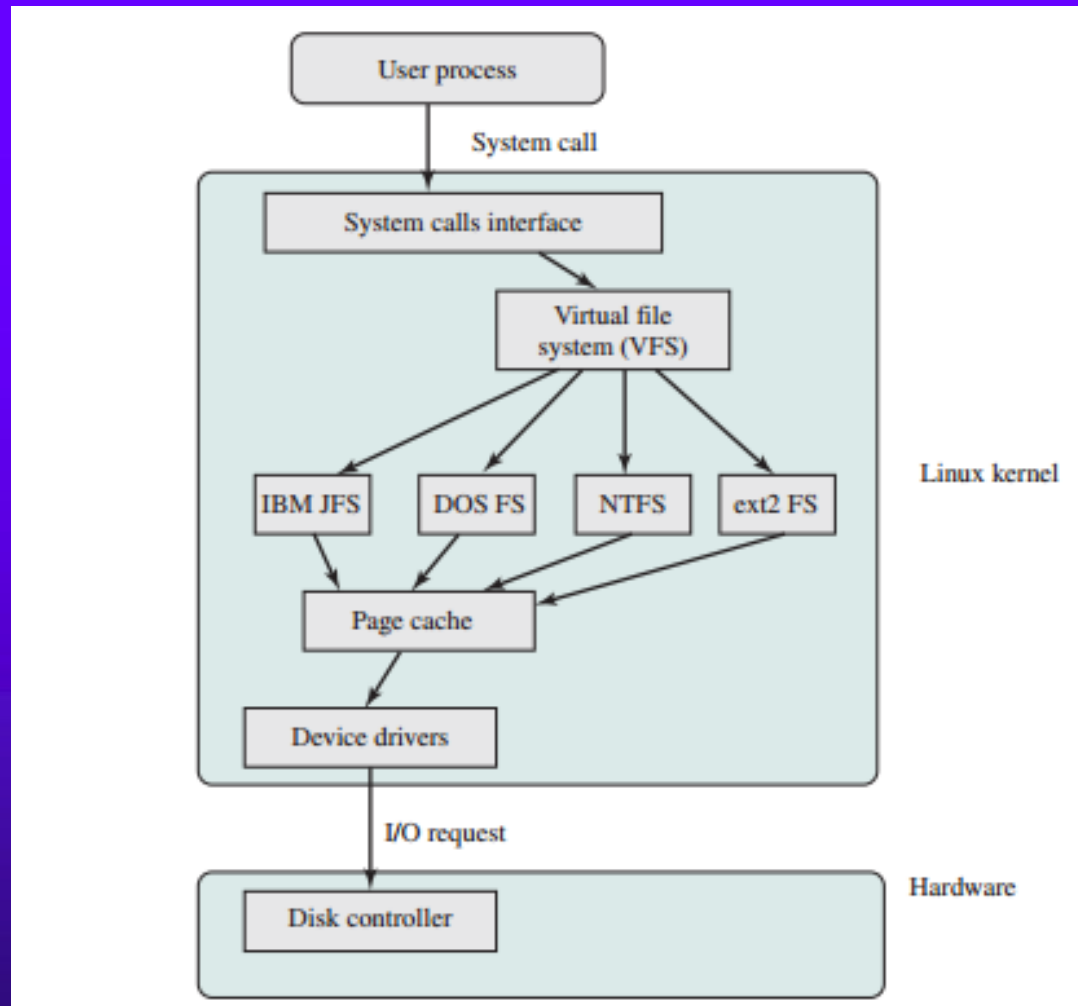 User process
System call
System calls interface
Virtual file
system (VFS)
Linux kernel
IBM JFS
DOS FS
NTFS
ext2 FS
Page cache
Device drivers
I/O request
Hardware
Disk controller